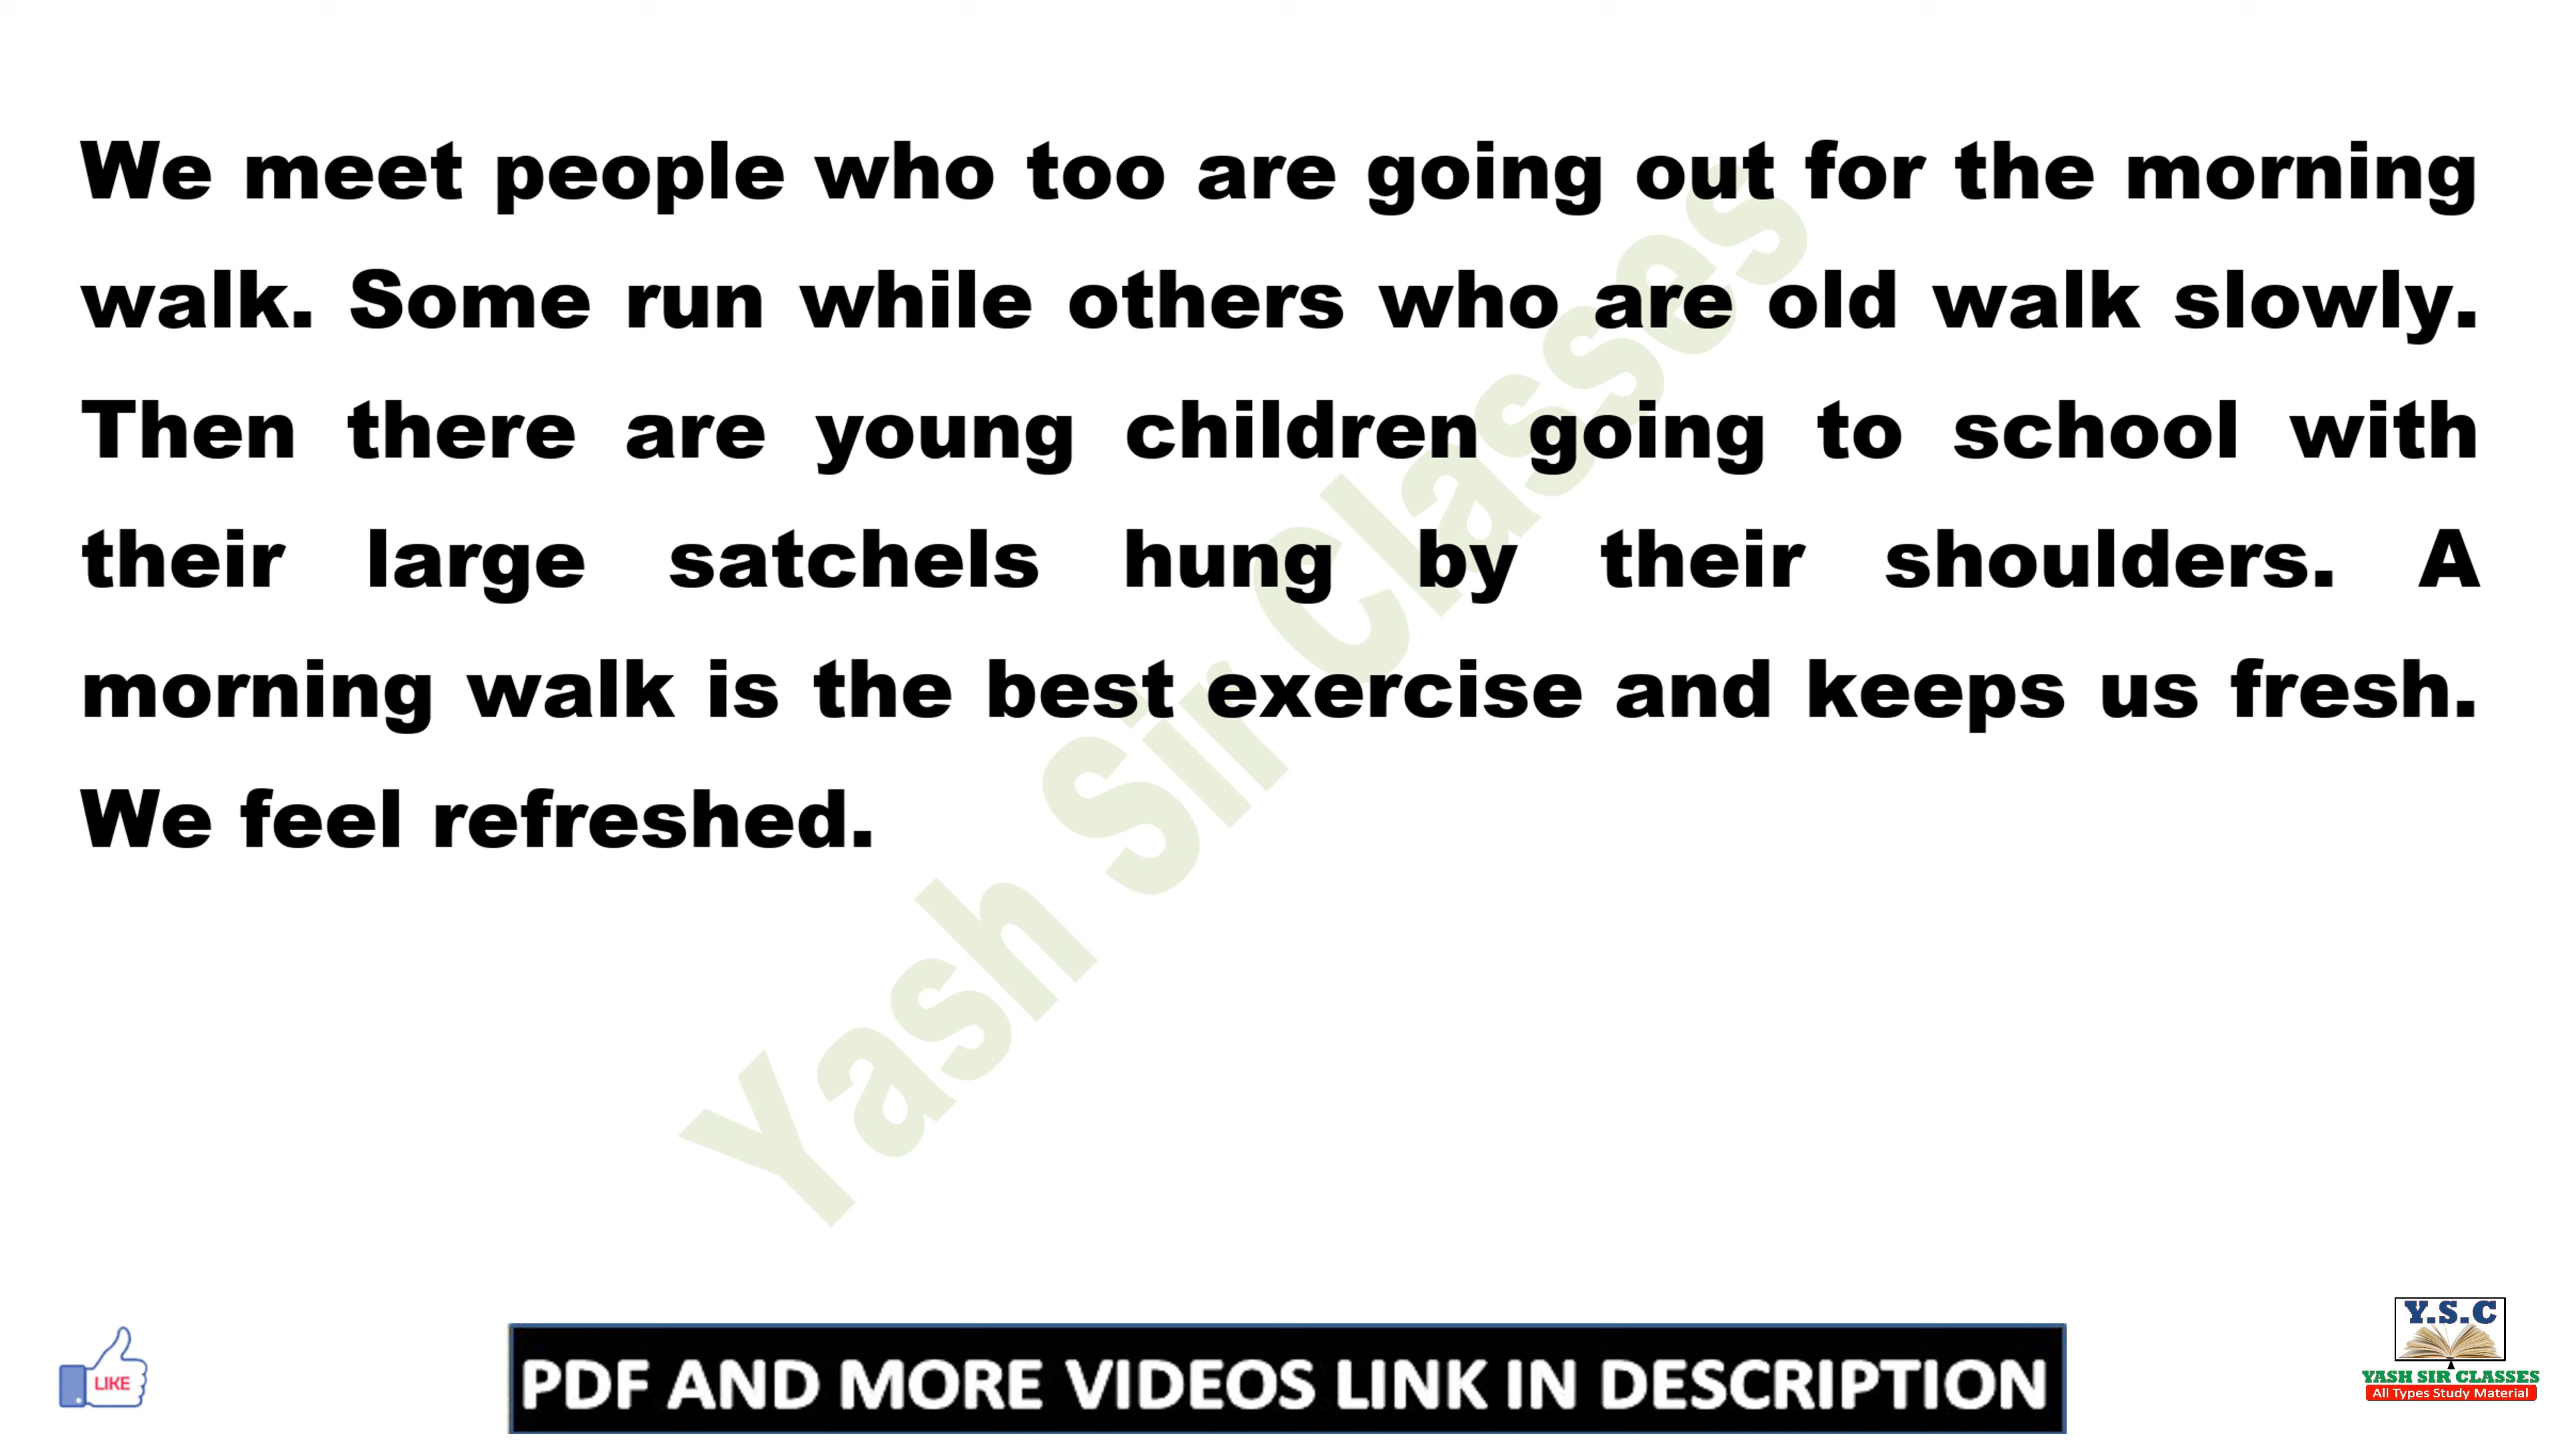 We meet people who too are going out for the morning
walk. Some run while others who are old walk slowly.
Then there are young children going to school with
their large satchels hung by their shoulders. A
morning walk is the best exercise and keeps us fresh.
We feel refreshed.
Yash Sir Classes
LIKE
PDF AND MORE VIDEOS LINK IN DESCRIPTION
Y.S.C
YASH SIR CLASSES
All Types Study Material